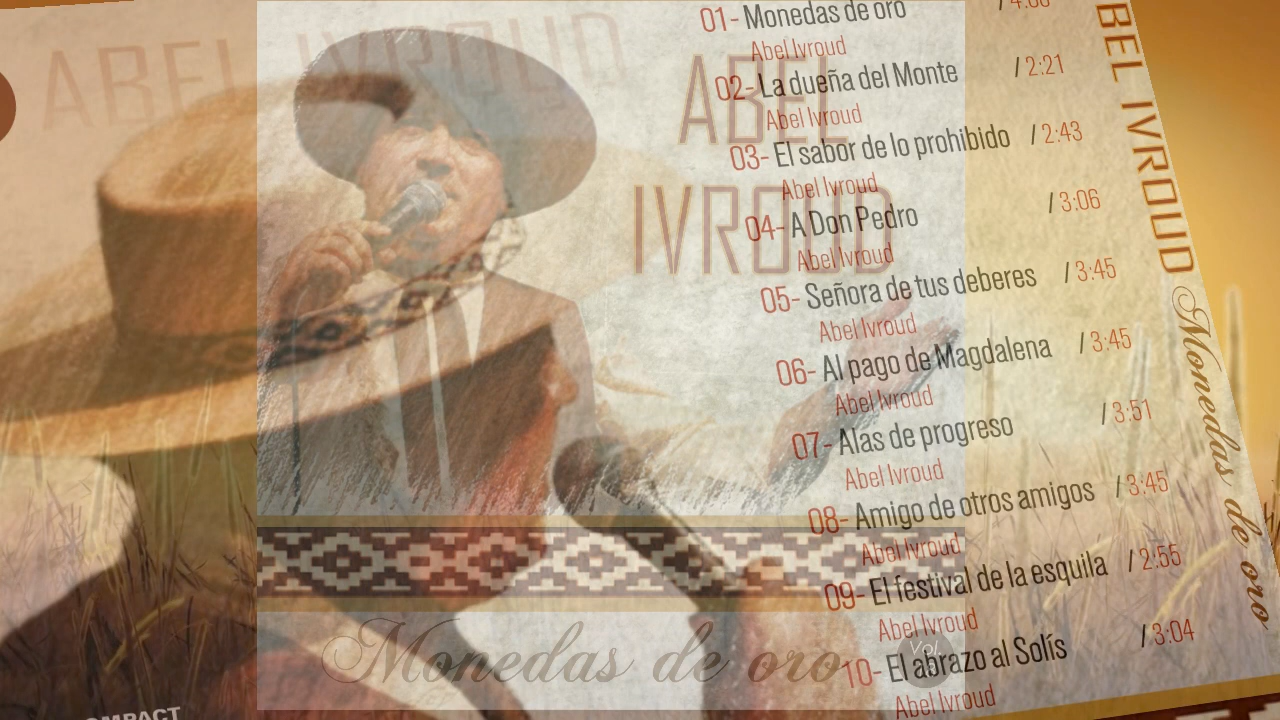 ABEL IVROUD
ABEL
IVROUD
01- Monedas de oro
Abel Ivroud
02- La dueña del Monte / 2:21
Abel Ivroud
03- El sabor de lo prohibido / 2:43
Abel Ivroud
04- A Don Pedro / 3:06
Abel Ivroud
05- Señora de tus deberes / 3:45
Abel Ivroud
06- Al pago de Magdalena / 3:45
Abel Ivroud
07- Alas de progreso / 3:51
Abel Ivroud
08- Amigo de otros amigos / 3:45
Abel Ivroud
09- El festival de la esquila / 2:55
Abel Ivroud
10- El abrazo al Solís / 3:04
Abel Ivroud
BEL IVROUD Monedas de oro
Monedas de oro
Vol.
OMPACT